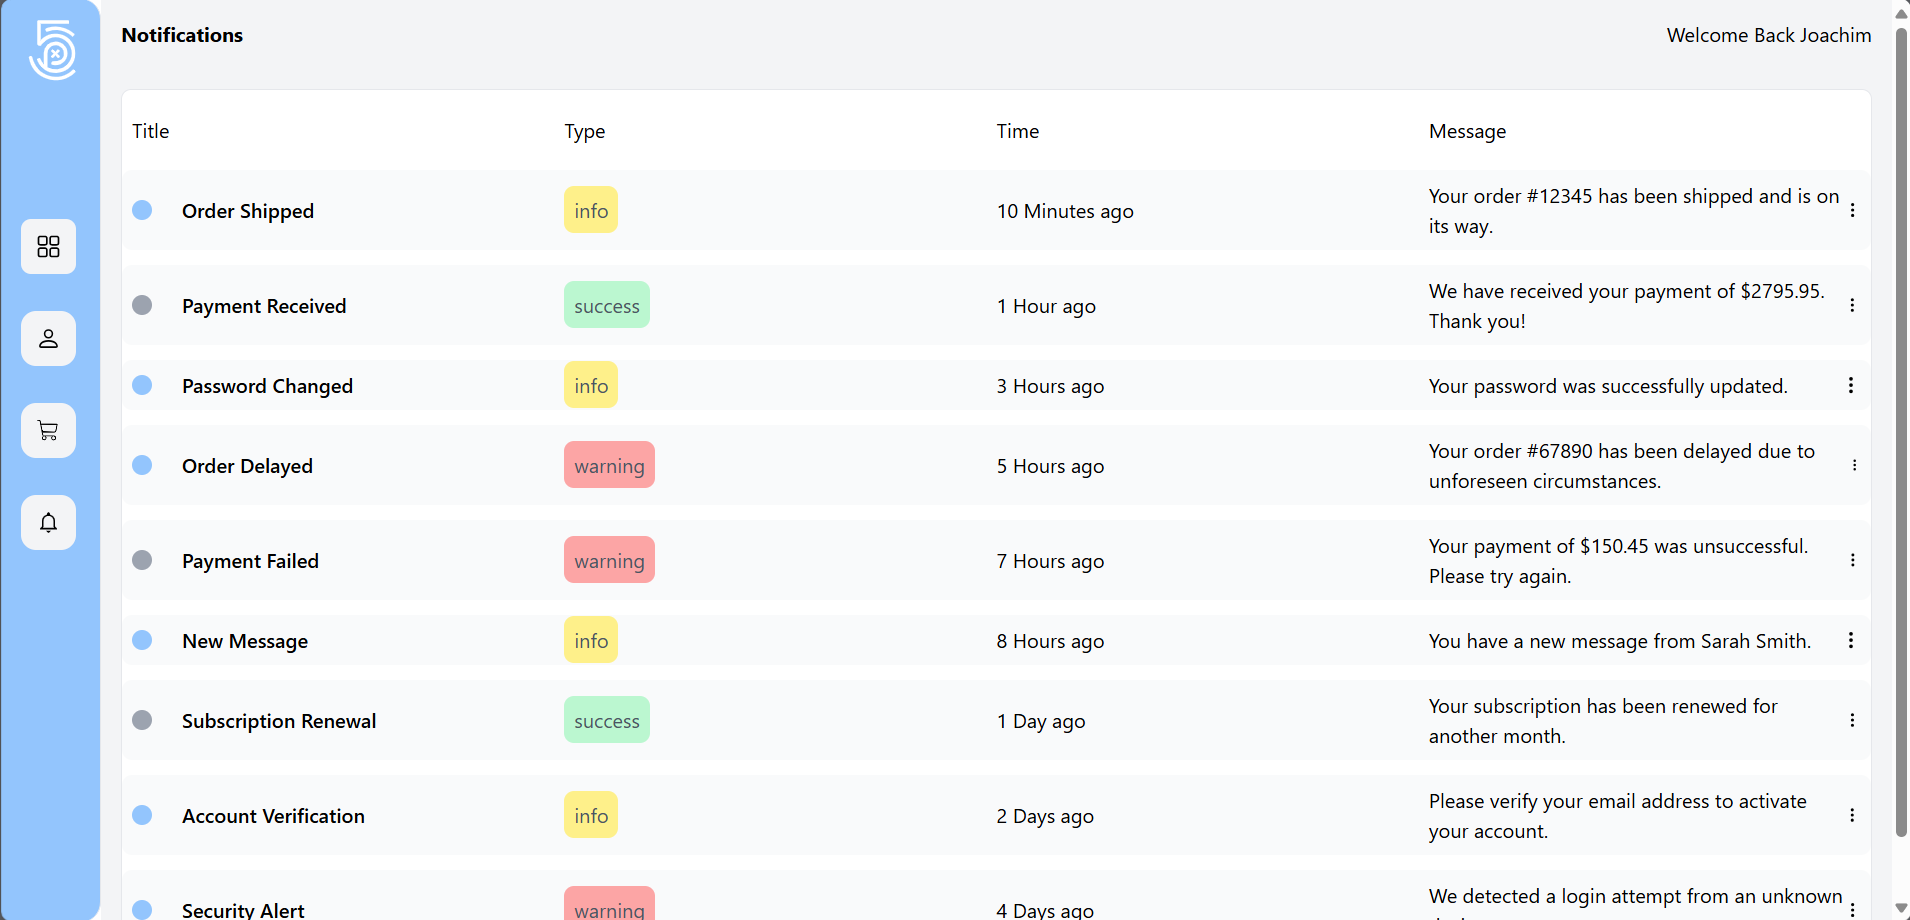 Notifications
Welcome Back Joachim
Title Type Time Message
Order Shipped info 10 Minutes ago Your order #12345 has been shipped and is on
its way.
Payment Received success 1 Hour ago We have received your payment of $2795.95.
Thank you!
Password Changed info 3 Hours ago Your password was successfully updated.
Order Delayed warning 5 Hours ago Your order #67890 has been delayed due to
unforeseen circumstances.
Payment Failed warning 7 Hours ago Your payment of $150.45 was unsuccessful.
Please try again.
New Message info 8 Hours ago You have a new message from Sarah Smith.
Subscription Renewal success 1 Day ago Your subscription has been renewed for
another month.
Account Verification info 2 Days ago Please verify your email address to activate
your account.
Security Alert warning 4 Days ago We detected a login attempt from an unknown